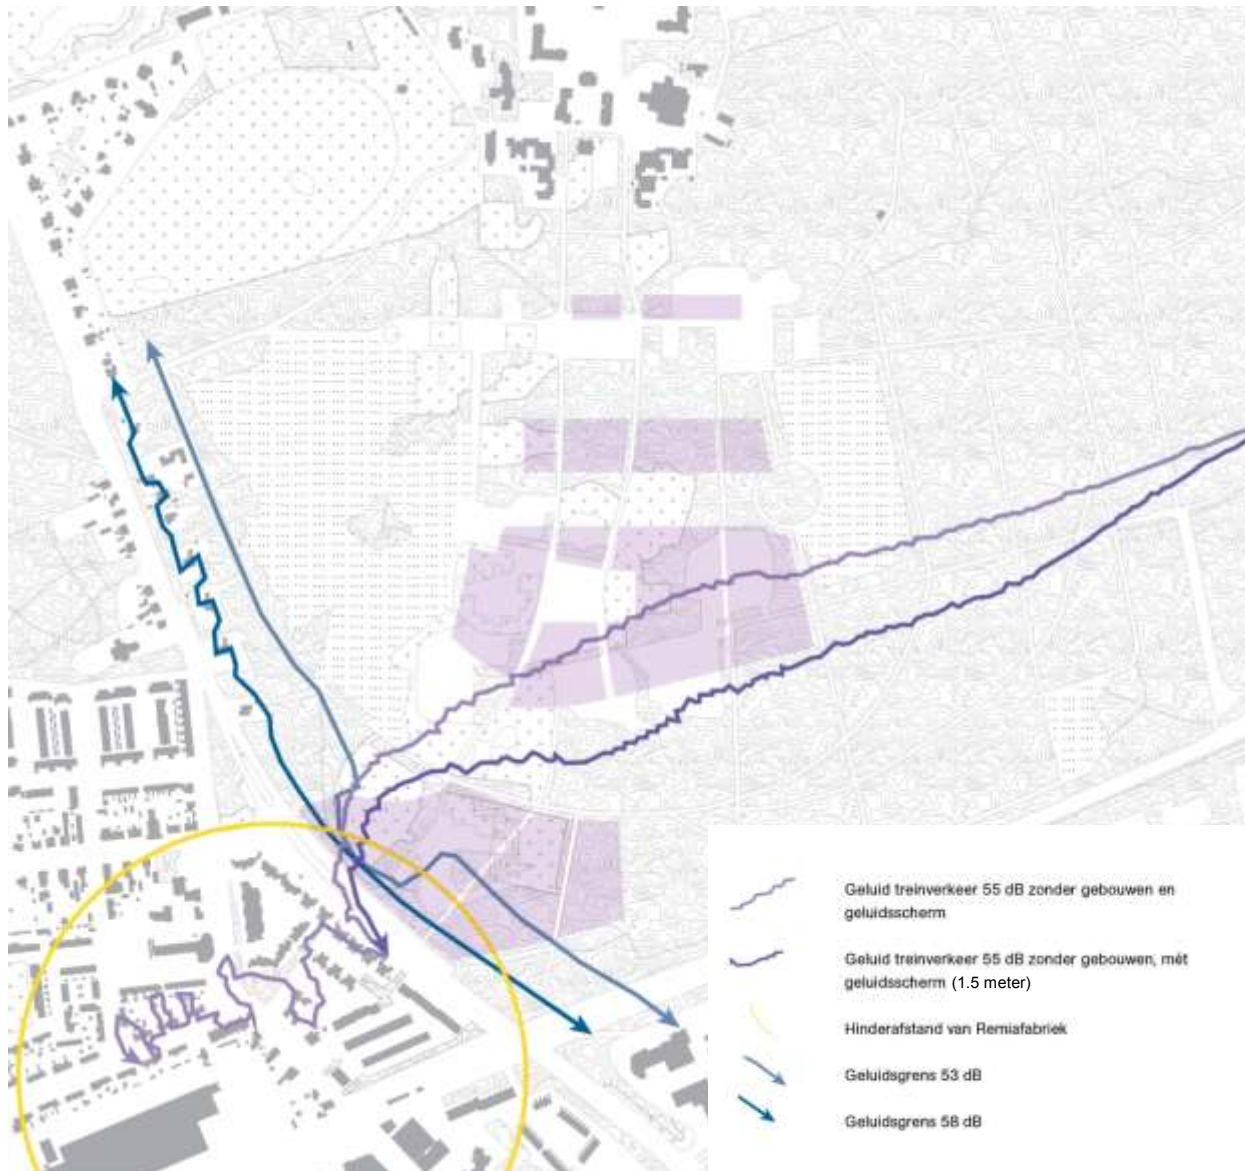 Geluid treinverkeer 55 dB zonder gebouwen en
geluidsscherm
Geluid treinverkeer 55 dB zonder gebouwen, mèt
geluidsscherm (1.5 meter)
Hinderafstand van Remiafabriek
Geluidsgrens 53 dB
Geluidsgrens 58 dB